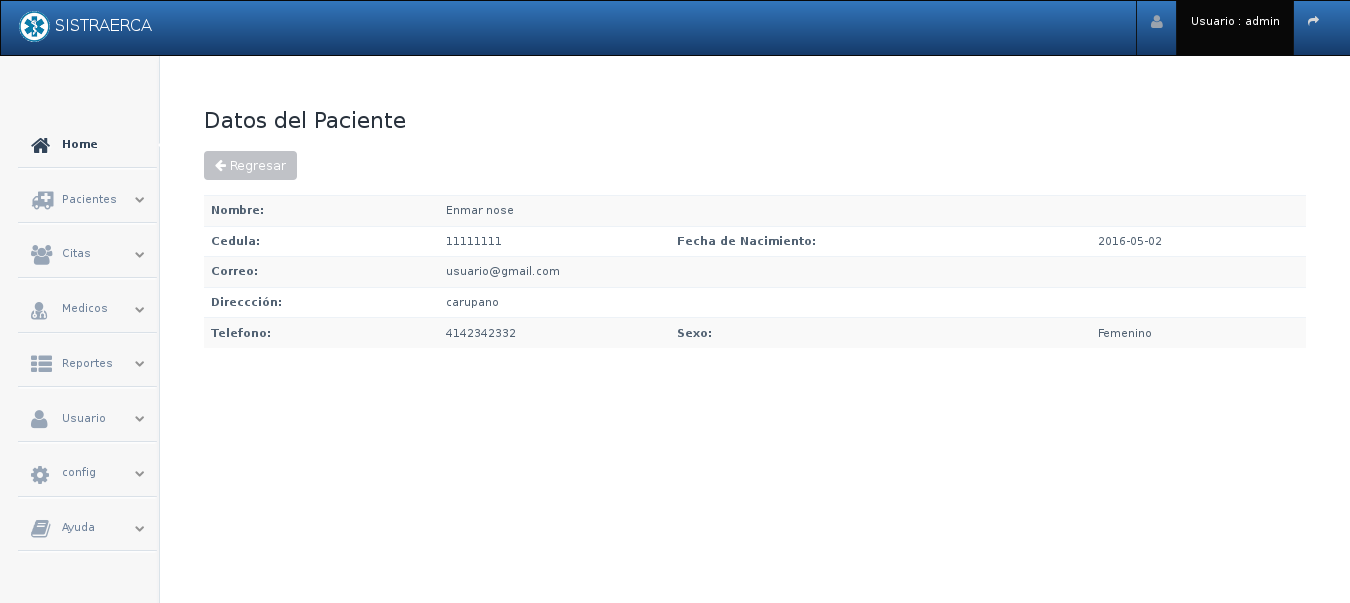 SISTRAERCA
Usuario : admin
Home
Pacientes
Citas
Medicos
Reportes
Usuario
config
Ayuda
Datos del Paciente
Regresar
Nombre: Enmar nose
Cedula: 11111111 Fecha de Nacimiento: 2016-05-02
Correo: usuario@gmail.com
Direccción: carupano
Telefono: 4142342332 Sexo: Femenino